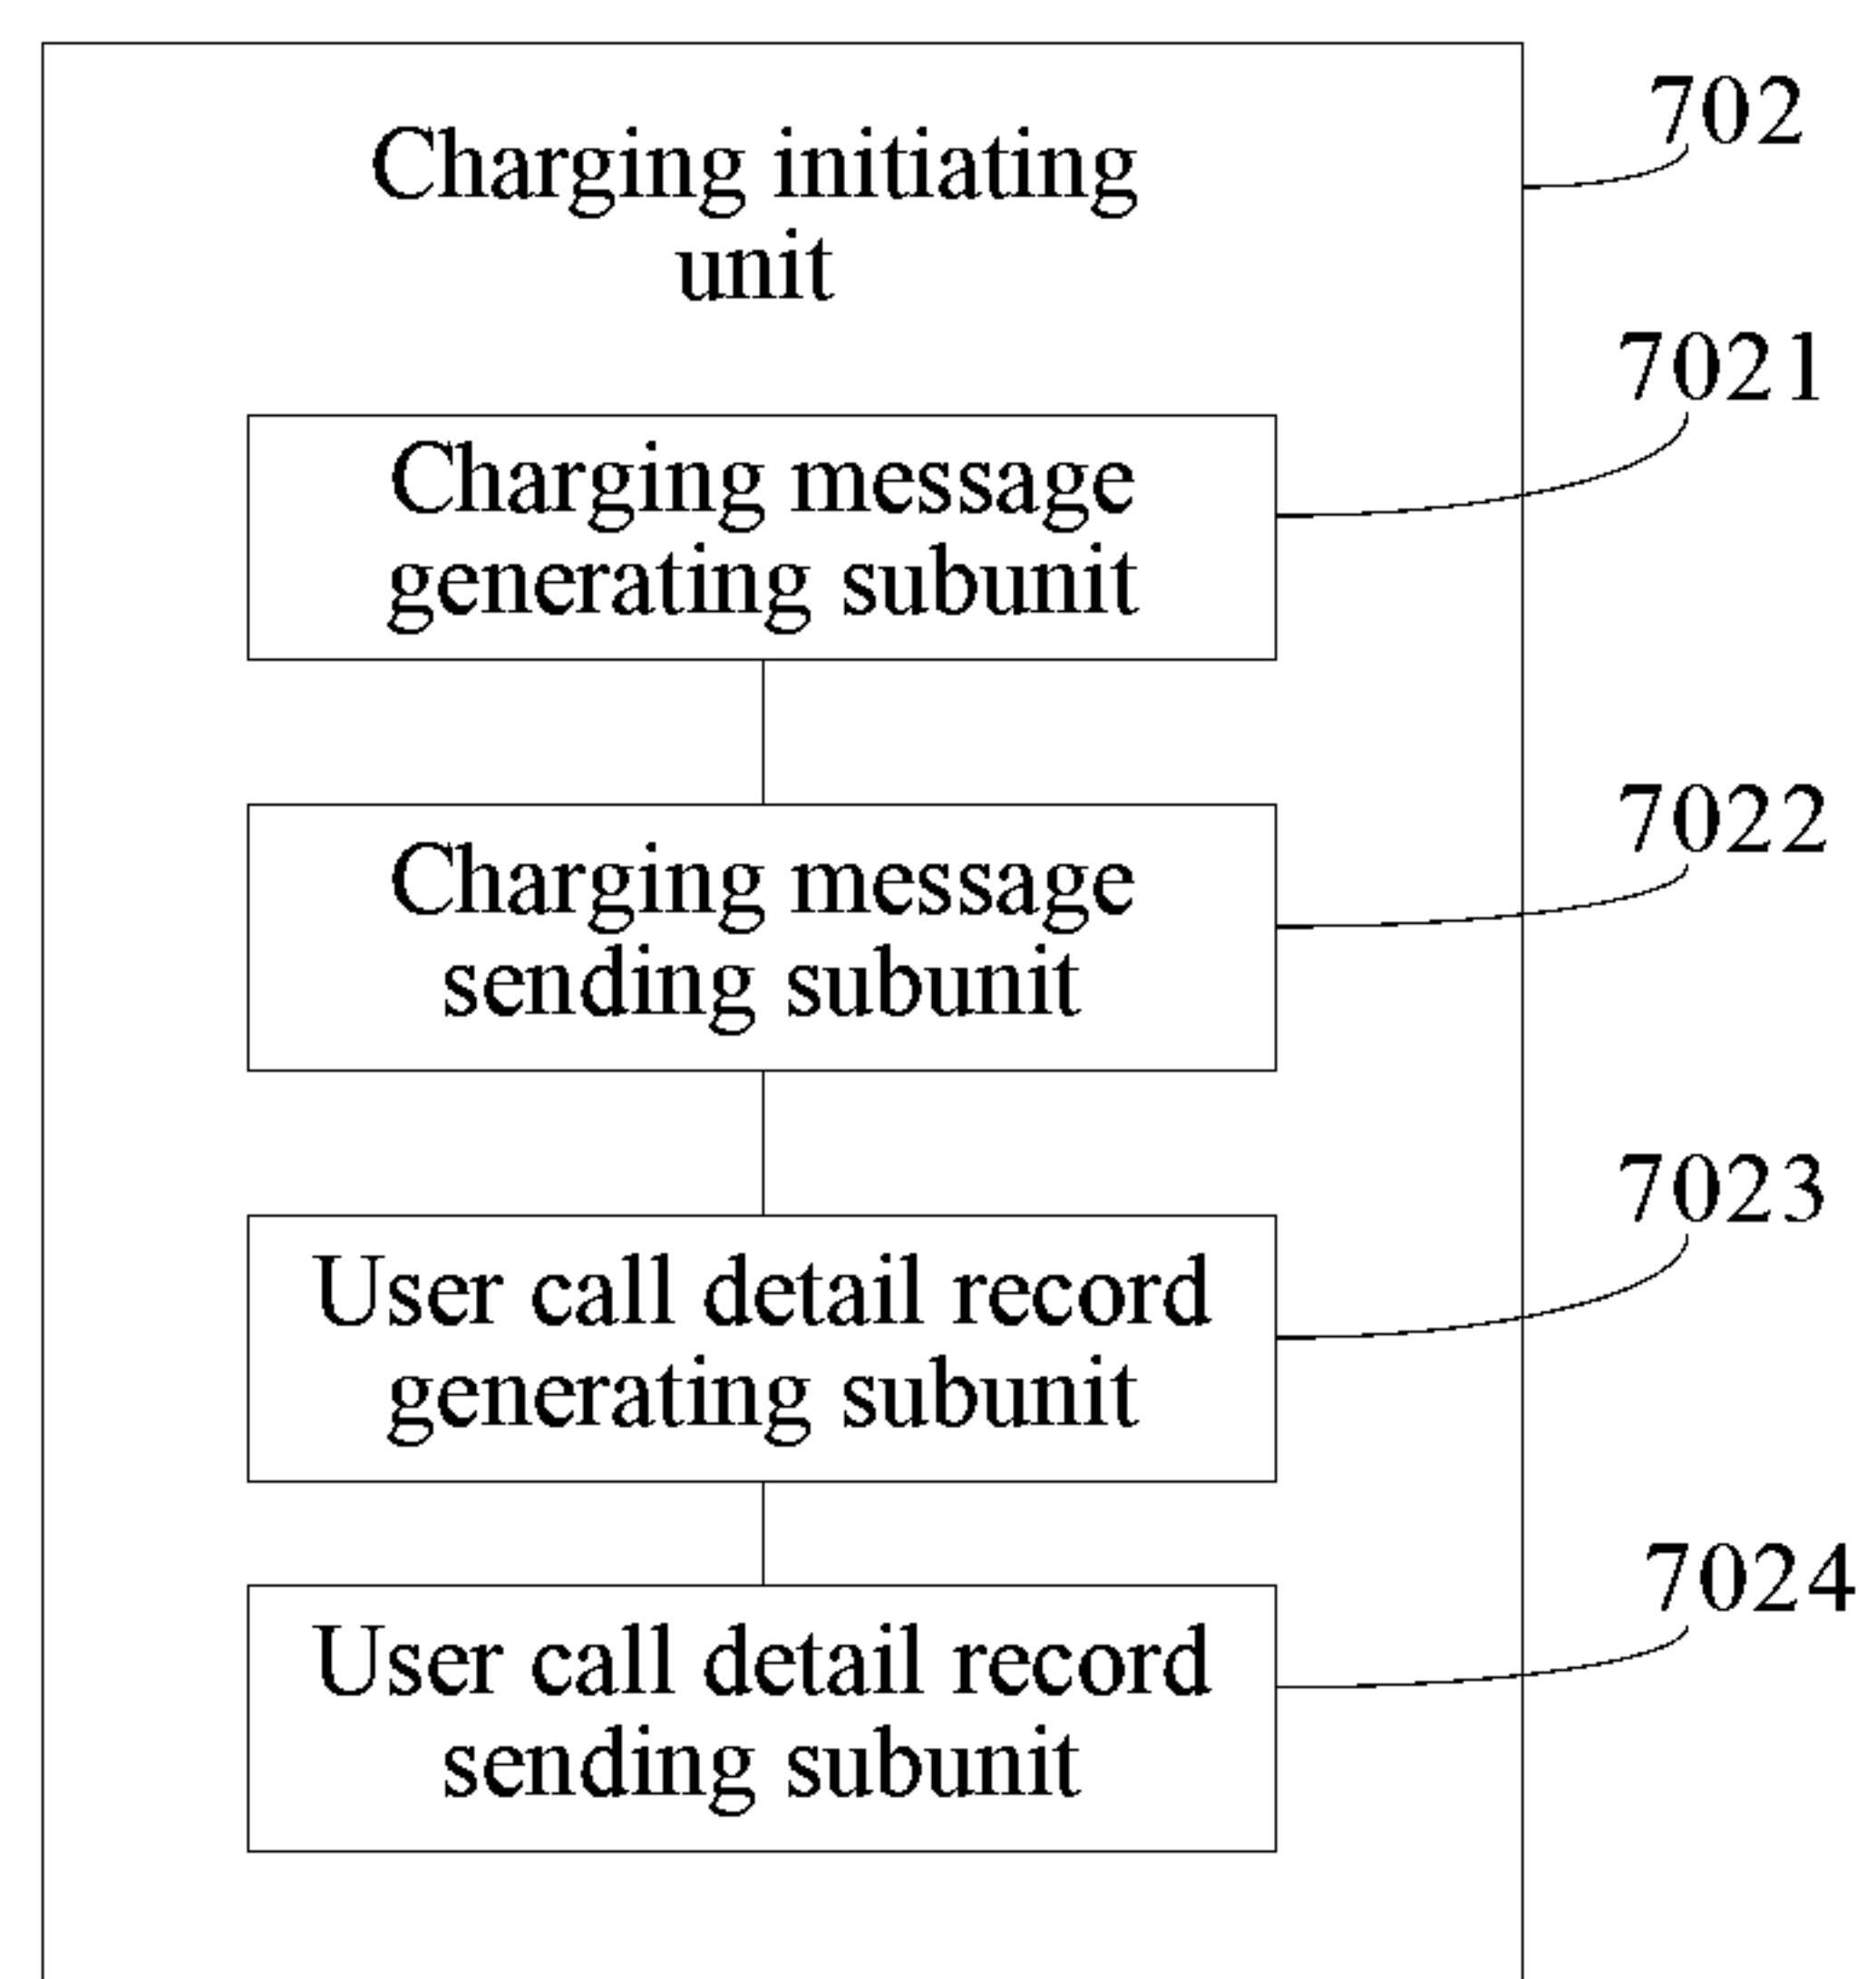 702
Charging initiating
unit
7021
Charging message
generating subunit
7022
Charging message
sending subunit
7023
User call detail record
generating subunit
7024
User call detail record
sending subunit